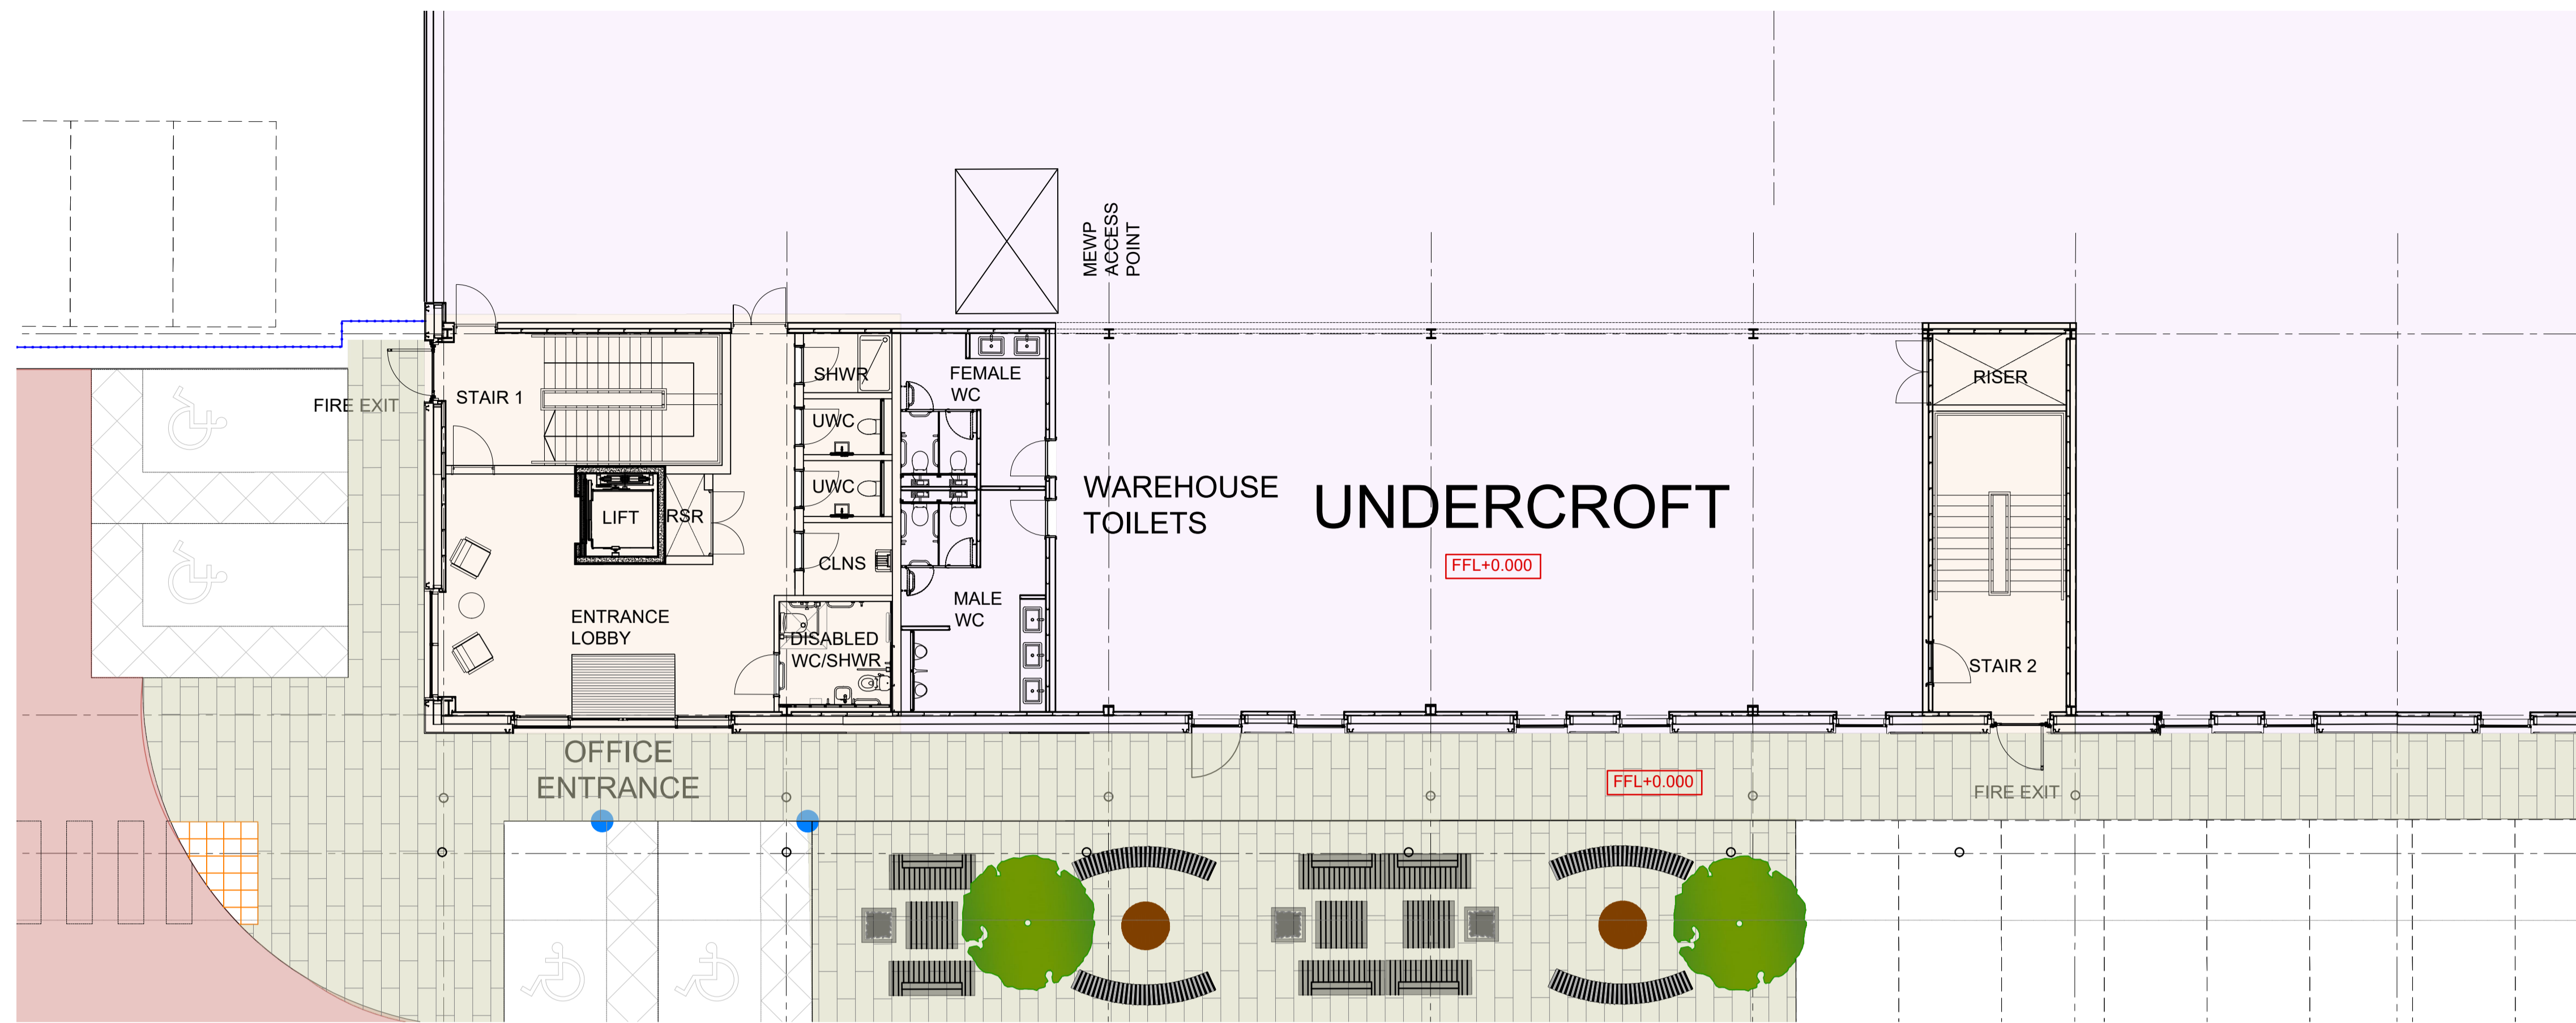 MEWP
ACCESS
POINT
SHWR
FEMALE
WC
FIRE EXIT
STAIR 1
UWC
RISER
UWC
WAREHOUSE
TOILETS
UNDERCROFT
LIFT
RSR
CLNS
FFL+0.000
ENTRANCE
LOBBY
MALE
WC
DISABLED
WC/SHWR
STAIR 2
OFFICE
ENTRANCE
FFL+0.000
FIRE EXIT